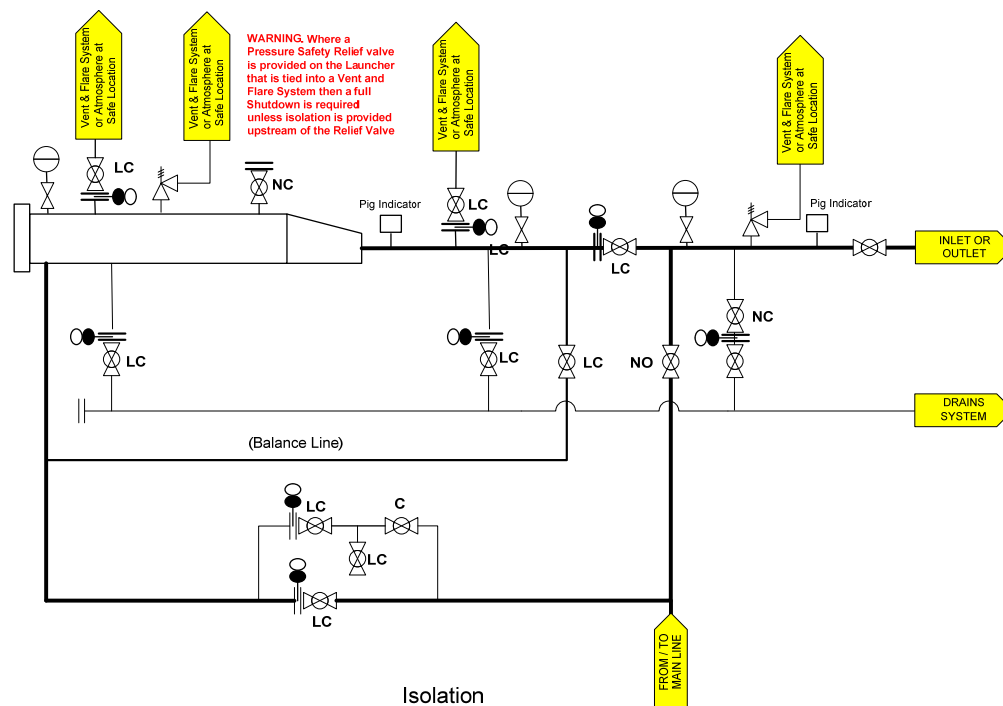 Vent & Flare System
or Atmosphere at
Safe Location
Vent & Flare System
or Atmosphere at
Safe Location
WARNING. Where a
Pressure Safety Relief valve
is provided on the Launcher
that is tied into a Vent and
Flare System then a full
Shutdown is required
unless isolation is provided
upstream of the Relief Valve
Vent & Flare System
or Atmosphere at
Safe Location
Vent & Flare System
or Atmosphere at
Safe Location
LC
NC
Pig Indicator
LC
LC
LC
Pig Indicator
INLET OR
OUTLET
NC
LC
LC
LC
NO
DRAINS
SYSTEM
(Balance Line)
LC
C
LC
LC
FROM / TO
MAIN LINE
Isolation